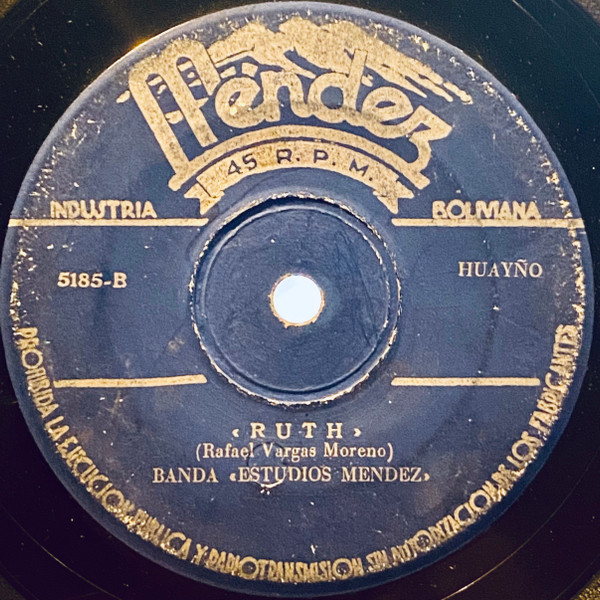 Méndez
45 R. P. M.
INDUSTRIA BOLIVIANA
5185-B HUAYÑO
«RUTH»
(Rafael Vargas Moreno)
BANDA «ESTUDIOS MENDEZ»
PROHIBIDA LA EJECUCION PUBLICA Y RADIOTRANSMISION SIN AUTORIZACION DE LOS FABRICANTES